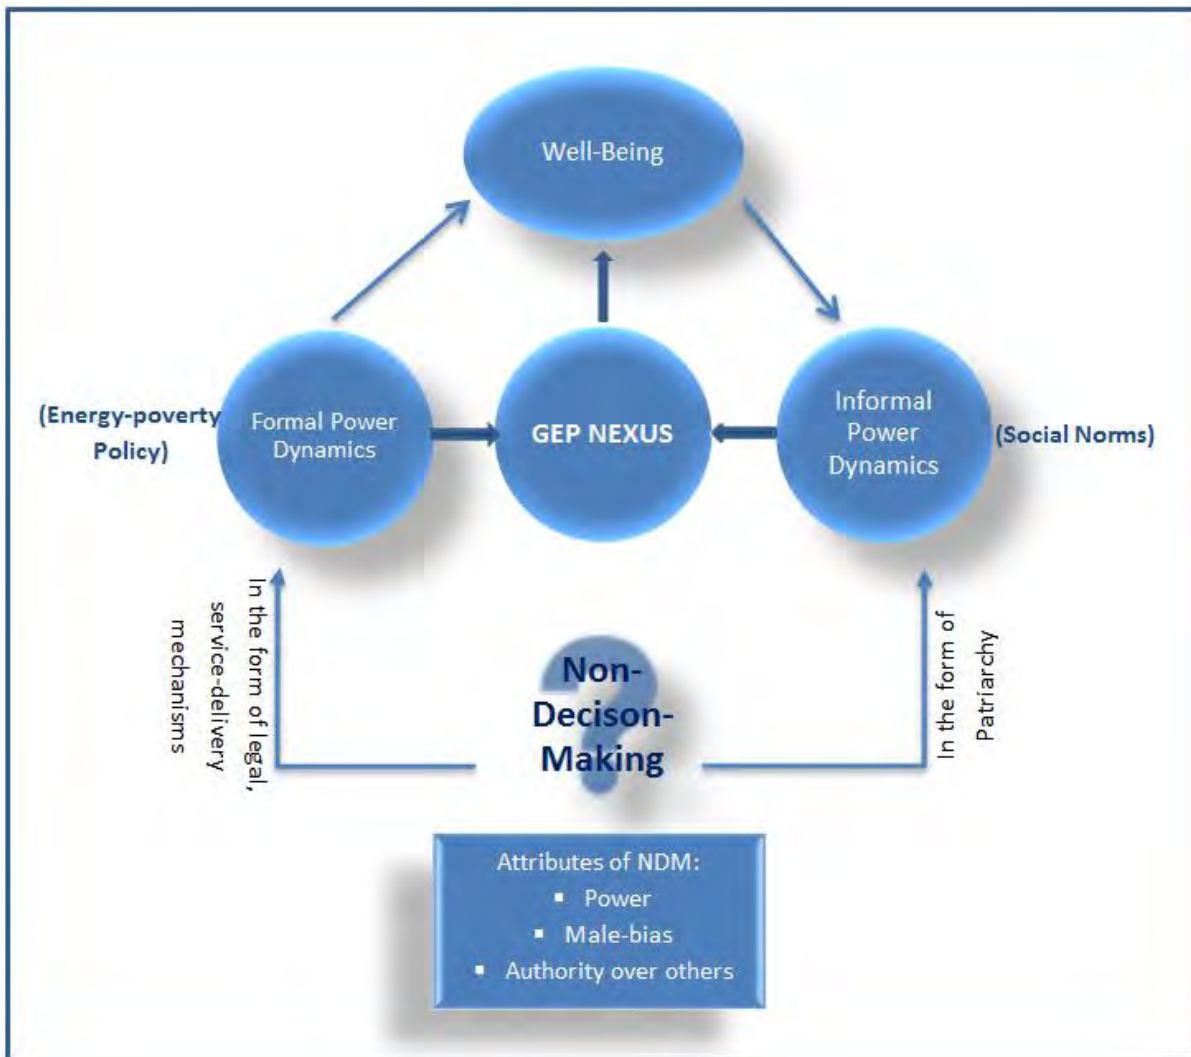 Well-Being
(Energy-poverty
Policy)
Formal Power
Dynamics
GEP NEXUS
Informal
Power
Dynamics
(Social Norms)
In the form of legal,
service-delivery
mechanisms
Non-
Decison-
Making
In the form of
Patriarchy
Attributes of NDM:
▪ Power
▪ Male-bias
▪ Authority over others